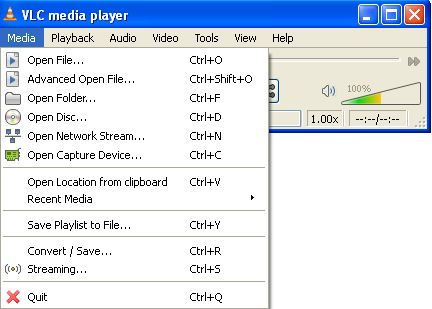 VLC media player
Media Playback Audio Video Tools View Help
Open File... Ctrl+O
Advanced Open File... Ctrl+Shift+O
Open Folder... Ctrl+F
100%
Open Disc... Ctrl+D
1.00x --:--/--:--
Open Network Stream... Ctrl+N
Open Capture Device... Ctrl+C
Open Location from clipboard Ctrl+V
Recent Media
Save Playlist to File... Ctrl+Y
Convert / Save... Ctrl+R
Streaming... Ctrl+S
Quit Ctrl+Q